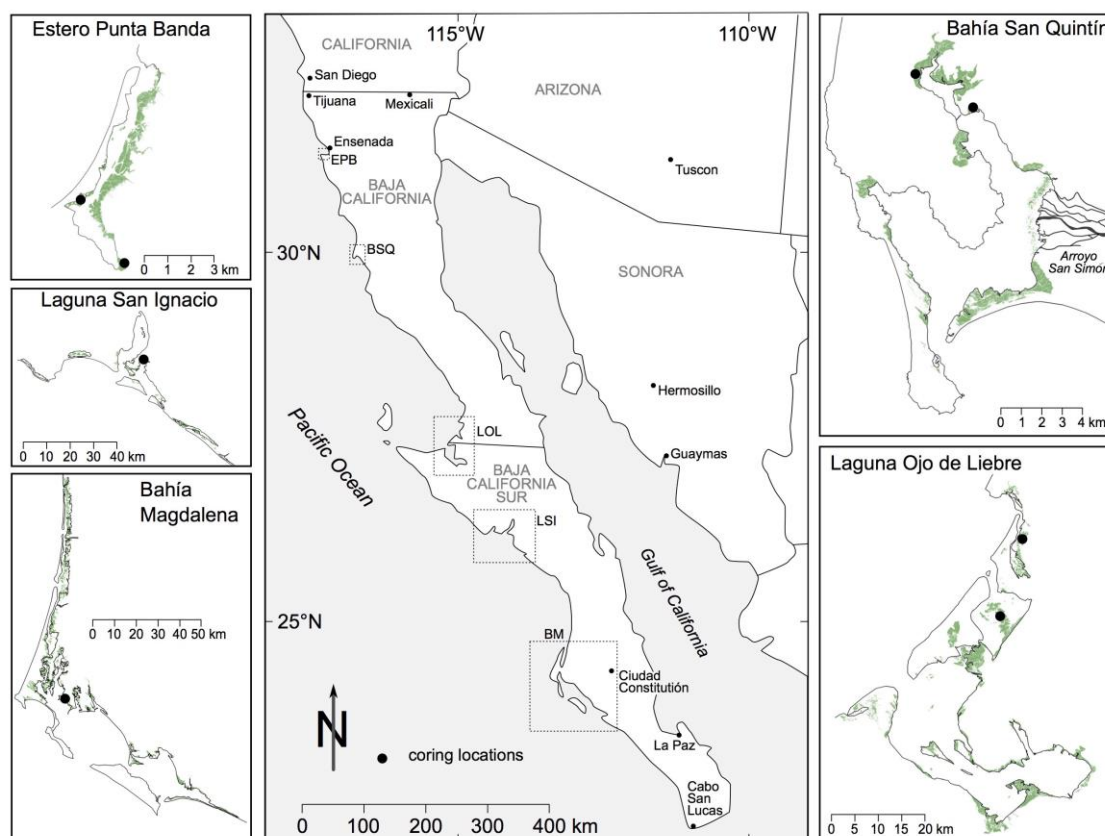 Estero Punta Banda
0 1 2 3 km
Laguna San Ignacio
0 10 20 30 40 km
Bahía
Magdalena
0 10 20 30 40 50 km
115°W
110°W
CALIFORNIA
San Diego
Tijuana
Mexicali
ARIZONA
Ensenada
EPB
Tuscon
BAJA
CALIFORNIA
BSQ
30°N
SONORA
Hermosillo
Pacific Ocean
LOL
Guaymas
BAJA
CALIFORNIA
SUR
LSI
Gulf of California
25°N
BM
Ciudad
Constitutión
N
La Paz
coring locations
Cabo
San
Lucas
0 100 200 300 400 km
Bahía San Quintín
Arroyo
San Simón
0 1 2 3 4 km
Laguna Ojo de Liebre
0 5 10 15 20 km